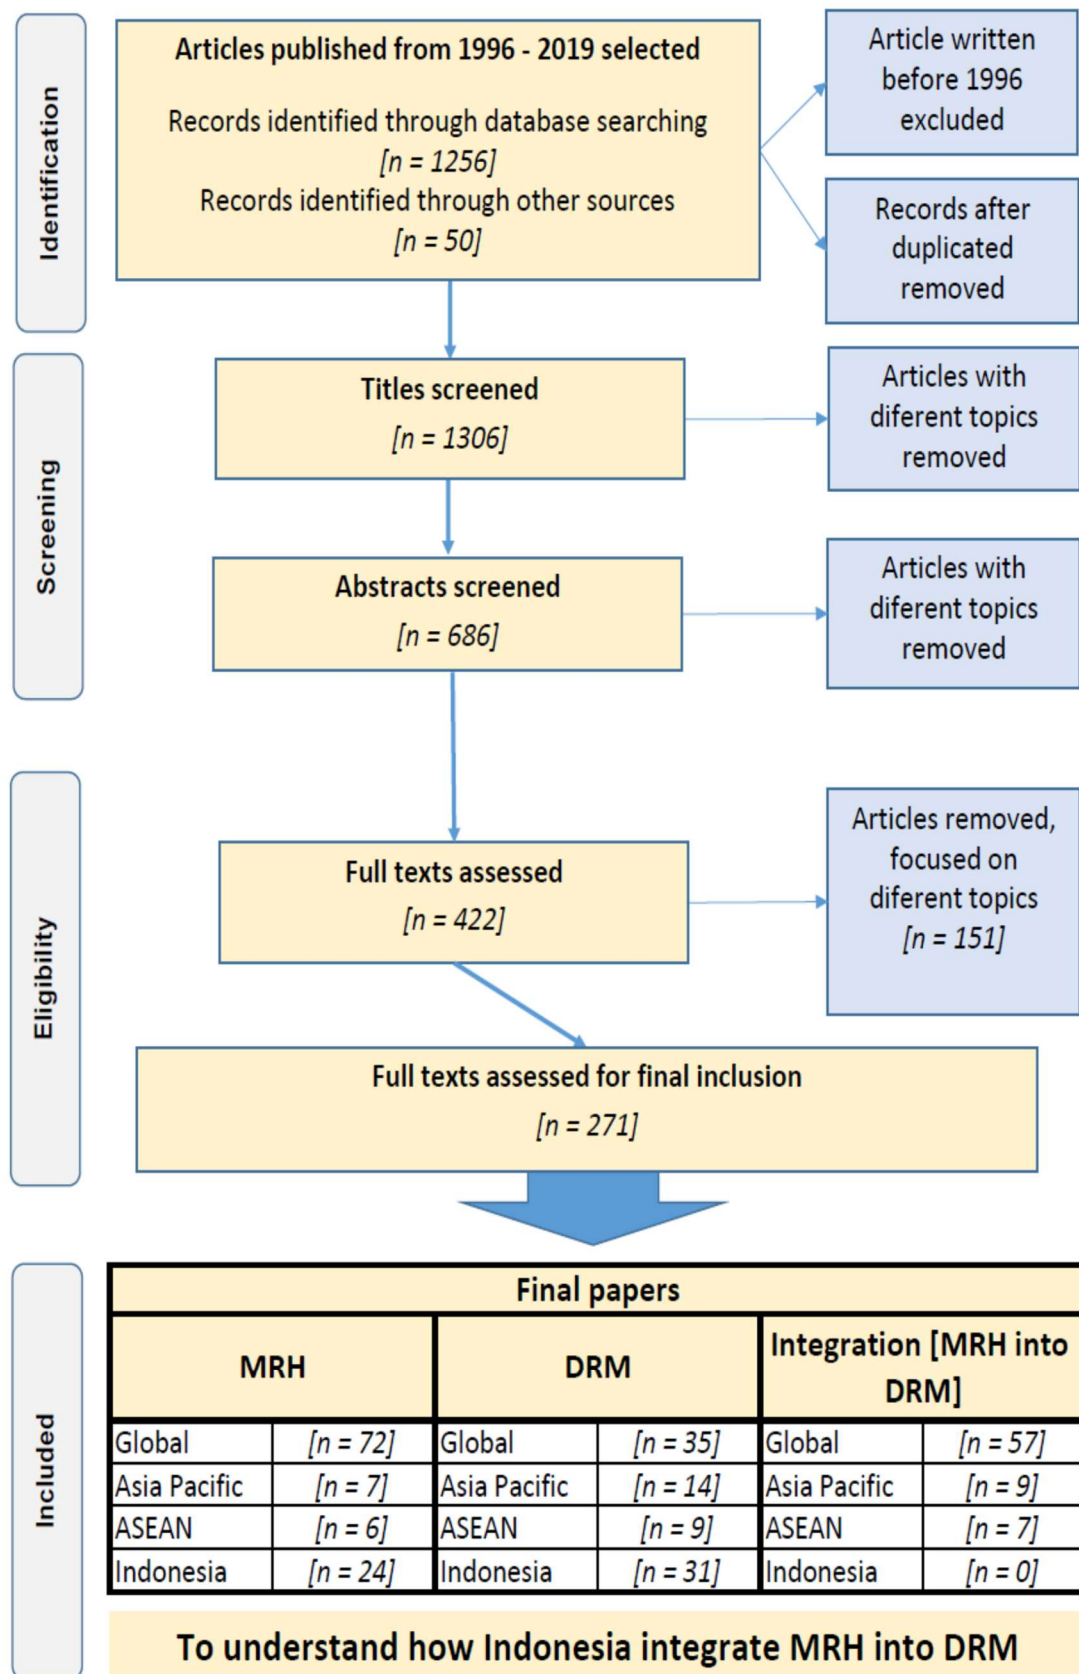 Identification
Articles published from 1996 - 2019 selected
Records identified through database searching
[n = 1256]
Records identified through other sources
[n = 50]
Article written
before 1996
excluded
Records after
duplicated
removed
Screening
Titles screened
[n = 1306]
Articles with
diferent topics
removed
Abstracts screened
[n = 686]
Articles with
diferent topics
removed
Eligibility
Full texts assessed
[n = 422]
Articles removed,
focused on
diferent topics
[n = 151]
Full texts assessed for final inclusion
[n = 271]
Included
Final papers
MRH DRM Integration [MRH into
DRM]
Global [n = 72] Global [n = 35] Global [n = 57]
Asia Pacific [n = 7] Asia Pacific [n = 14] Asia Pacific [n = 9]
ASEAN [n = 6] ASEAN [n = 9] ASEAN [n = 7]
Indonesia [n = 24] Indonesia [n = 31] Indonesia [n = 0]
To understand how Indonesia integrate MRH into DRM